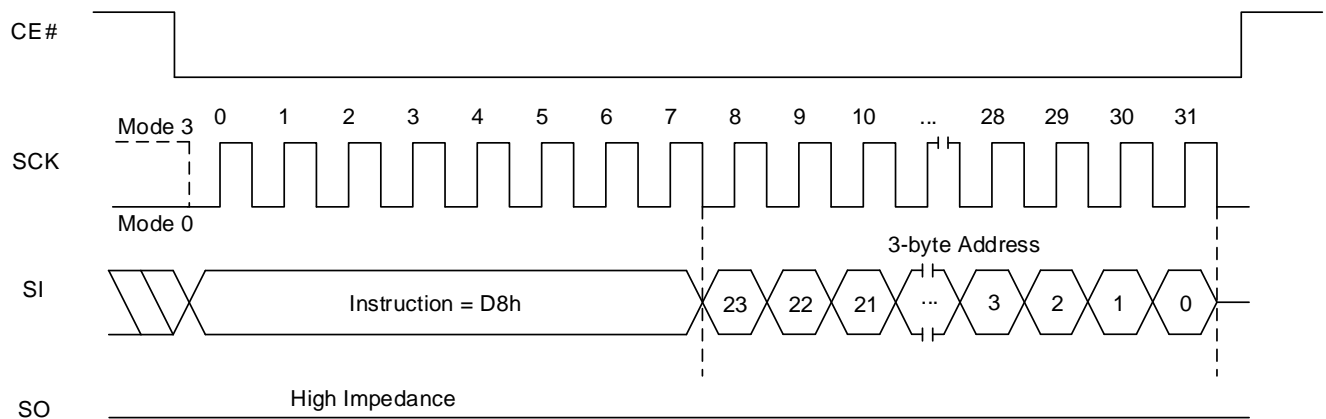 CE#
0 1 2 3 4 5 6 7 8 9 10 ... 28 29 30 31
Mode 3
SCK
Mode 0
3-byte Address
SI
Instruction = D8h 23 22 21 ... 3 2 1 0
High Impedance
SO